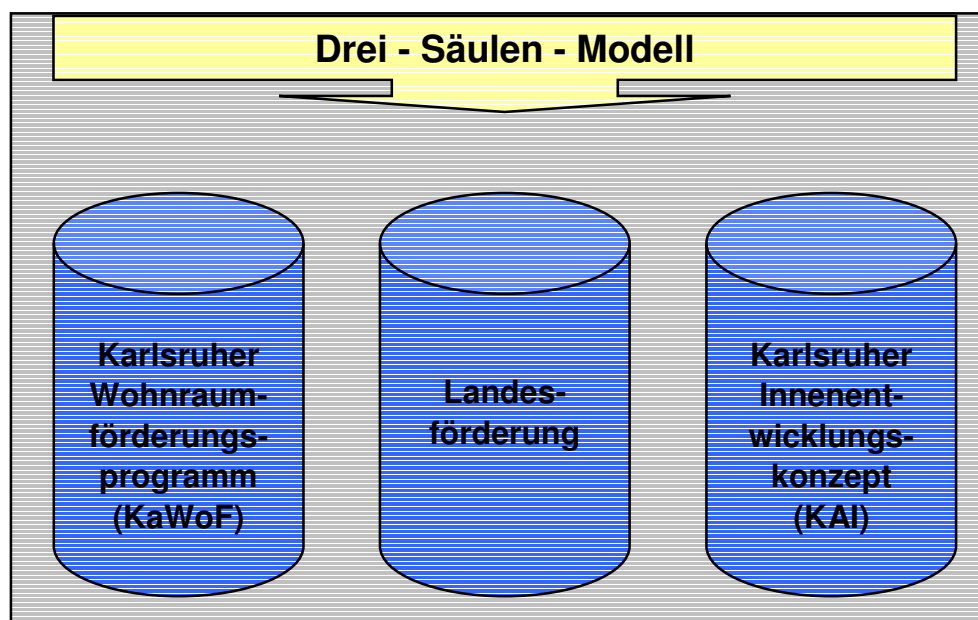 Drei - Säulen - Modell
Karlsruher
Wohnraum-
förderungs-
programm
(KaWoF)
Landes-
förderung
Karlsruher
Innenent-
wicklungs-
konzept
(KAI)